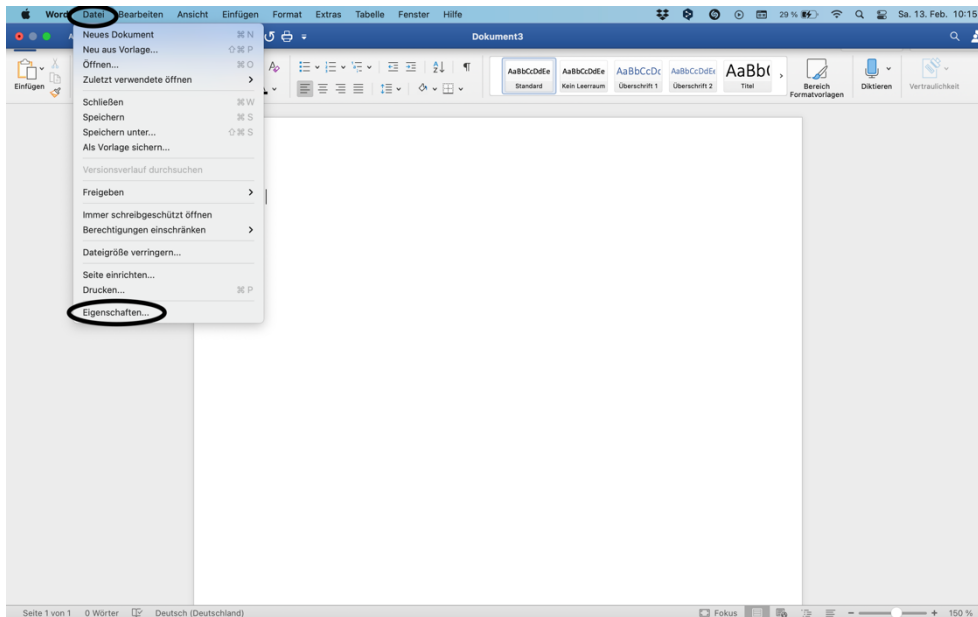 Word Datei Bearbeiten Ansicht Einfügen Format Extras Tabelle Fenster Hilfe 29 % Sa. 13. Feb. 10:15
Dokument3
Neues Dokument ⌘N
Neu aus Vorlage... ⇧⌘P
Öffnen... ⌘O
Zuletzt verwendete öffnen
Schließen ⌘W
Speichern ⌘S
Speichern unter... ⇧⌘S
Als Vorlage sichern...
Versionsverlauf durchsuchen
Freigeben
Immer schreibgeschützt öffnen
Berechtigungen einschränken
Dateigröße verringern...
Seite einrichten...
Drucken... ⌘P
Eigenschaften...
Einfügen
AaBbCcDdEe AaBbCcDdEe AaBbCcDc AaBbCcDdEe AaBb(
Standard Kein Leerraum Überschrift 1 Überschrift 2 Titel
Bereich
Formatvorlagen
Diktieren
Vertraulichkeit
Seite 1 von 1 0 Wörter Deutsch (Deutschland) Fokus 150 %